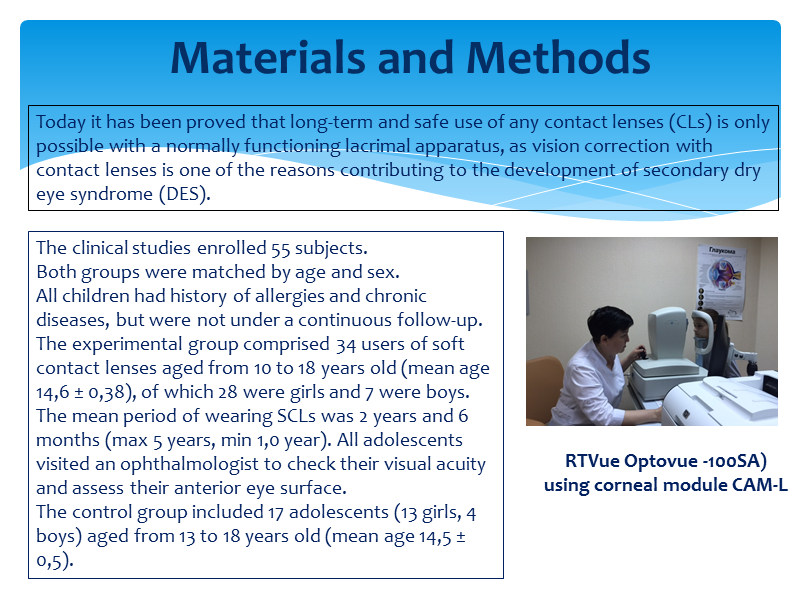 Materials and Methods
Today it has been proved that long-term and safe use of any contact lenses (CLs) is only
possible with a normally functioning lacrimal apparatus, as vision correction with
contact lenses is one of the reasons contributing to the development of secondary dry
eye syndrome (DES).
The clinical studies enrolled 55 subjects.
Both groups were matched by age and sex.
All children had history of allergies and chronic
diseases, but were not under a continuous follow-up.
The experimental group comprised 34 users of soft
contact lenses aged from 10 to 18 years old (mean age
14,6 ± 0,38), of which 28 were girls and 7 were boys.
The mean period of wearing SCLs was 2 years and 6
months (max 5 years, min 1,0 year). All adolescents
visited an ophthalmologist to check their visual acuity
and assess their anterior eye surface.
The control group included 17 adolescents (13 girls, 4
boys) aged from 13 to 18 years old (mean age 14,5 ±
0,5).
Глаукома
RTVue Optovue -100SA)
using corneal module CAM-L